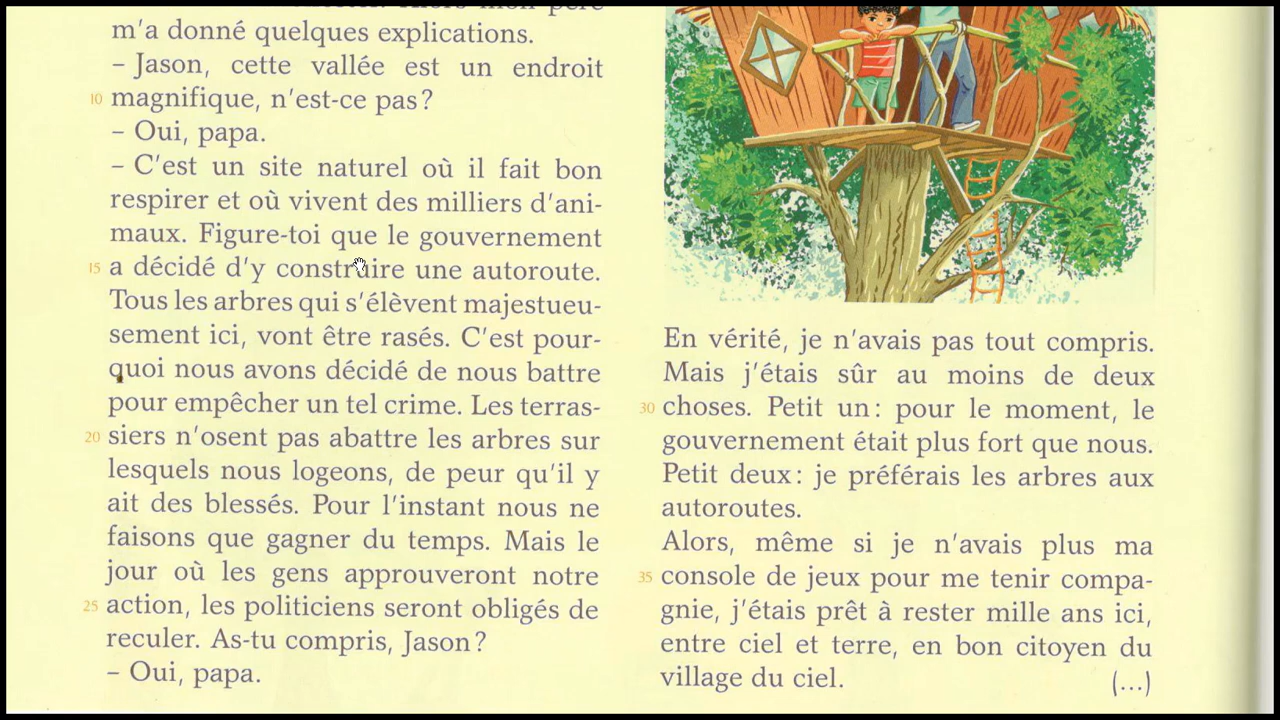 m'a donné quelques explications.
– Jason, cette vallée est un endroit
10 magnifique, n'est-ce pas ?
– Oui, papa.
– C'est un site naturel où il fait bon
respirer et où vivent des milliers d'ani-
maux. Figure-toi que le gouvernement
15 a décidé d'y construire une autoroute.
Tous les arbres qui s'élèvent majestueu-
sement ici, vont être rasés. C'est pour-
quoi nous avons décidé de nous battre
pour empêcher un tel crime. Les terras-
20 siers n'osent pas abattre les arbres sur
lesquels nous logeons, de peur qu'il y
ait des blessés. Pour l'instant nous ne
faisons que gagner du temps. Mais le
jour où les gens approuveront notre
25 action, les politiciens seront obligés de
reculer. As-tu compris, Jason ?
– Oui, papa.
En vérité, je n'avais pas tout compris.
Mais j'étais sûr au moins de deux
30 choses. Petit un : pour le moment, le
gouvernement était plus fort que nous.
Petit deux : je préférais les arbres aux
autoroutes.
Alors, même si je n'avais plus ma
35 console de jeux pour me tenir compa-
gnie, j'étais prêt à rester mille ans ici,
entre ciel et terre, en bon citoyen du
village du ciel. (...)